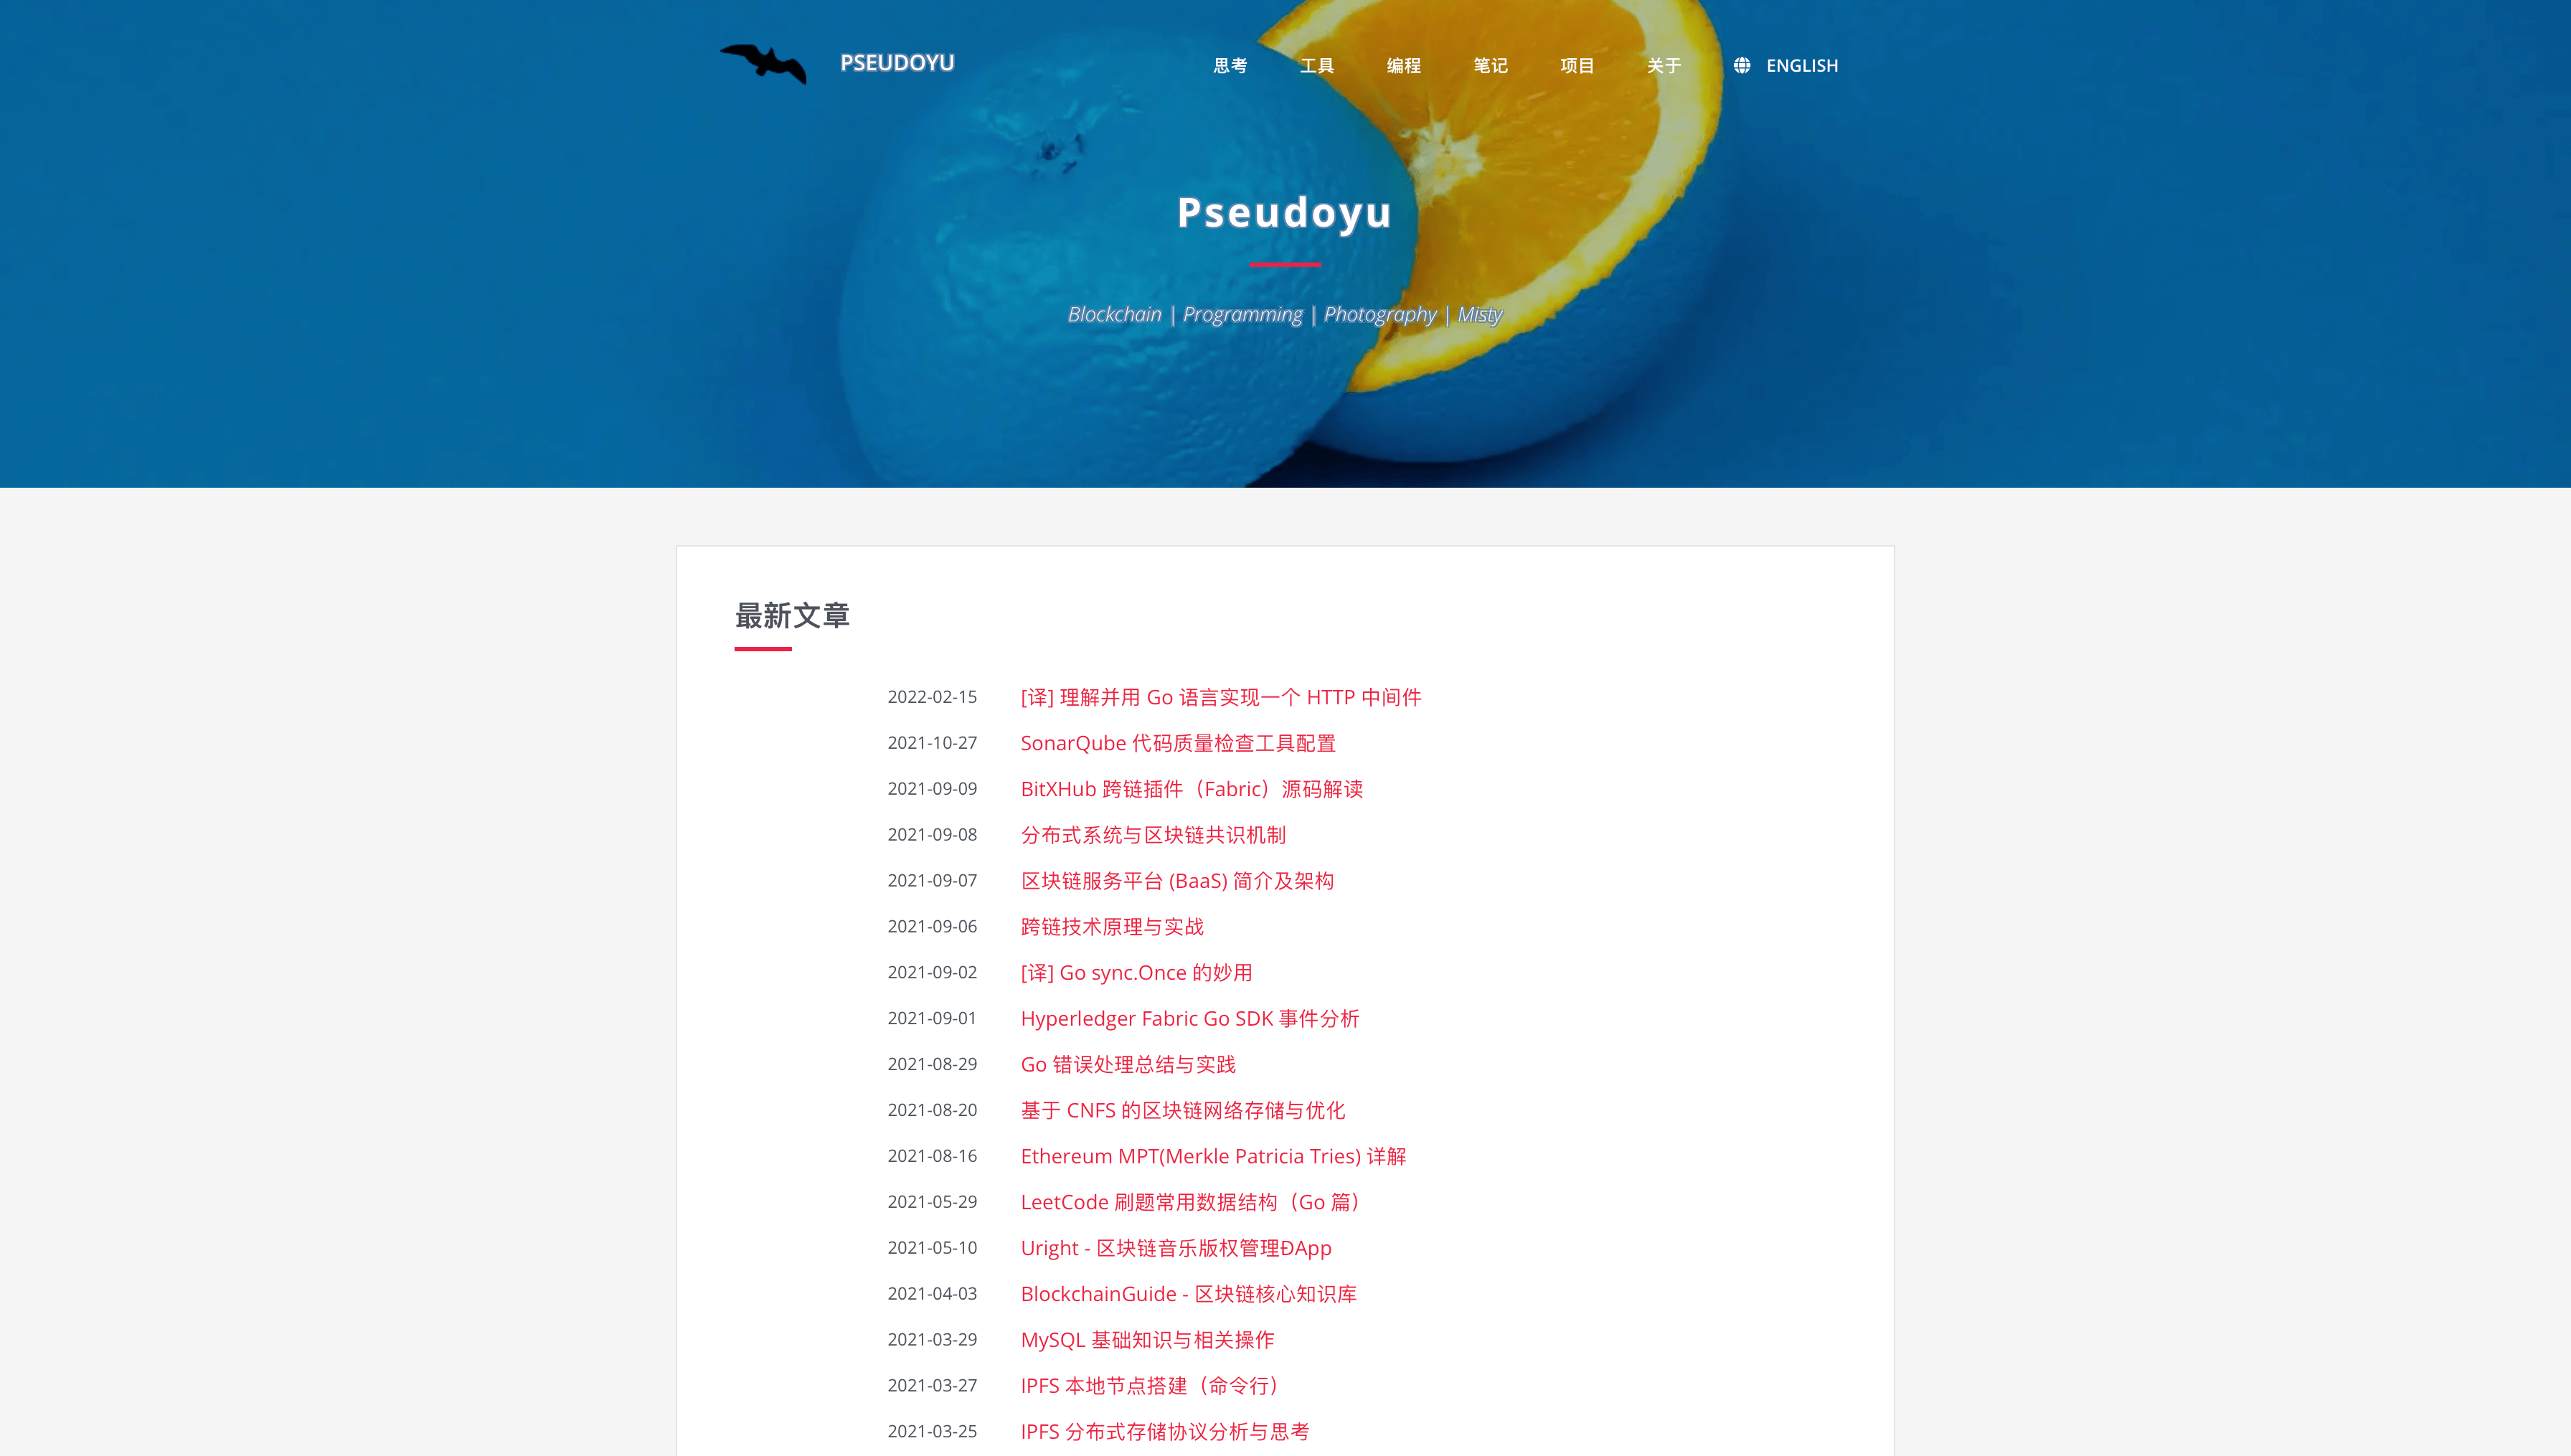 PSEUDOYU
思考 工具 编程 笔记 项目 关于 ENGLISH
Pseudoyu
Blockchain | Programming | Photography | Misty
最新文章
2022-02-15 [译] 理解并用 Go 语言实现一个 HTTP 中间件
2021-10-27 SonarQube 代码质量检查工具配置
2021-09-09 BitXHub 跨链插件（Fabric）源码解读
2021-09-08 分布式系统与区块链共识机制
2021-09-07 区块链服务平台 (BaaS) 简介及架构
2021-09-06 跨链技术原理与实战
2021-09-02 [译] Go sync.Once 的妙用
2021-09-01 Hyperledger Fabric Go SDK 事件分析
2021-08-29 Go 错误处理总结与实践
2021-08-20 基于 CNFS 的区块链网络存储与优化
2021-08-16 Ethereum MPT(Merkle Patricia Tries) 详解
2021-05-29 LeetCode 刷题常用数据结构（Go 篇）
2021-05-10 Uright - 区块链音乐版权管理ĐApp
2021-04-03 BlockchainGuide - 区块链核心知识库
2021-03-29 MySQL 基础知识与相关操作
2021-03-27 IPFS 本地节点搭建（命令行）
2021-03-25 IPFS 分布式存储协议分析与思考